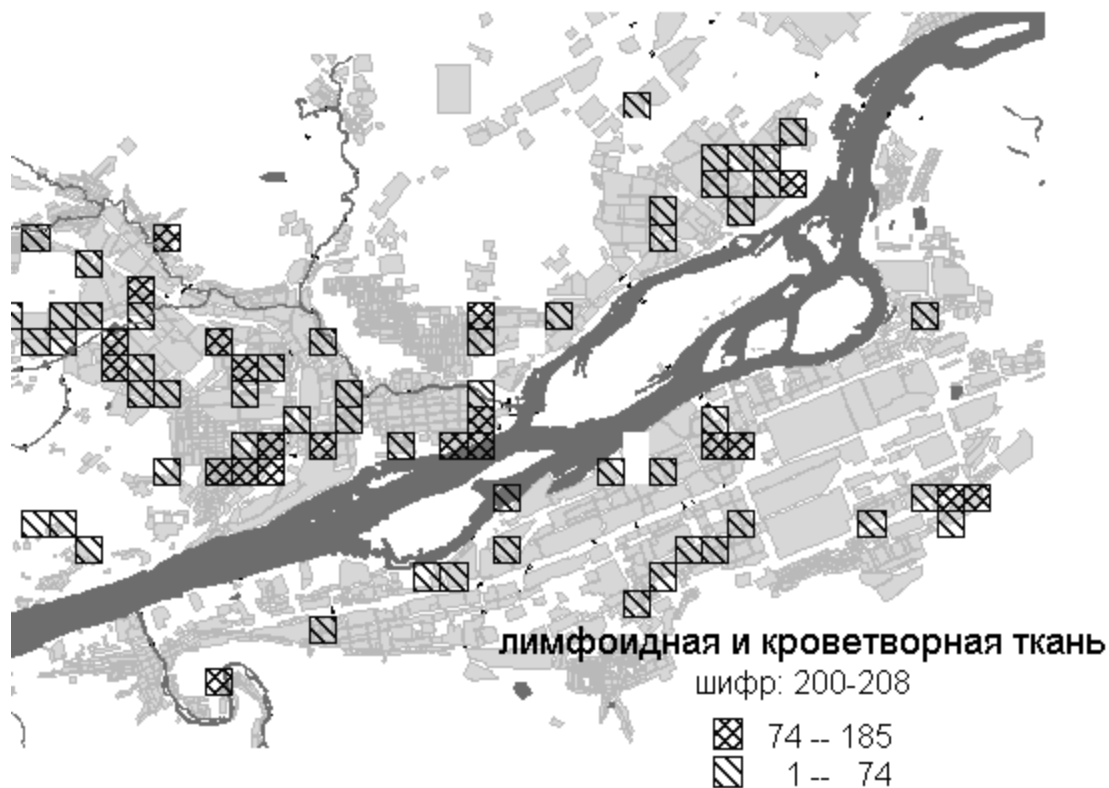 лимфоидная и кроветворная ткань
шифр: 200-208
74 -- 185
1 -- 74